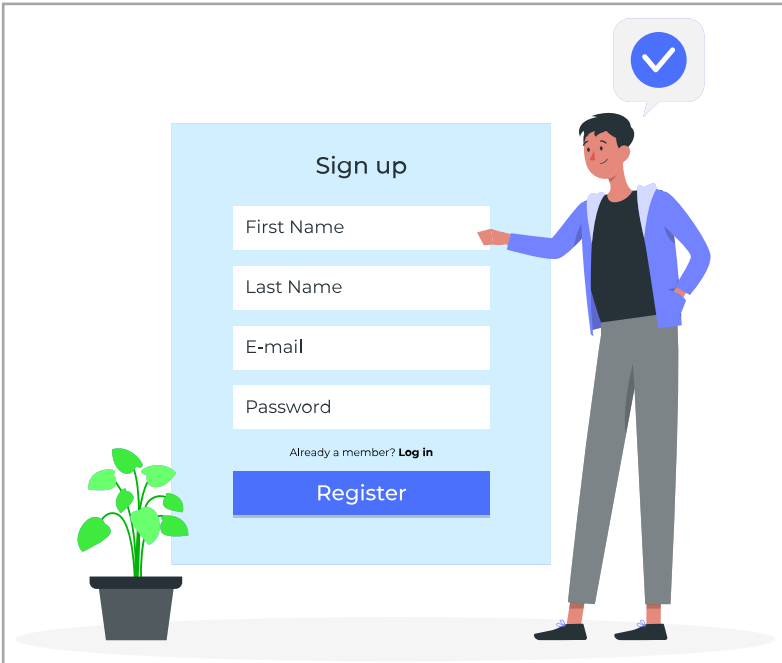 Sign up
First Name
Last Name
E-mail
Password
Already a member? Log in
Register